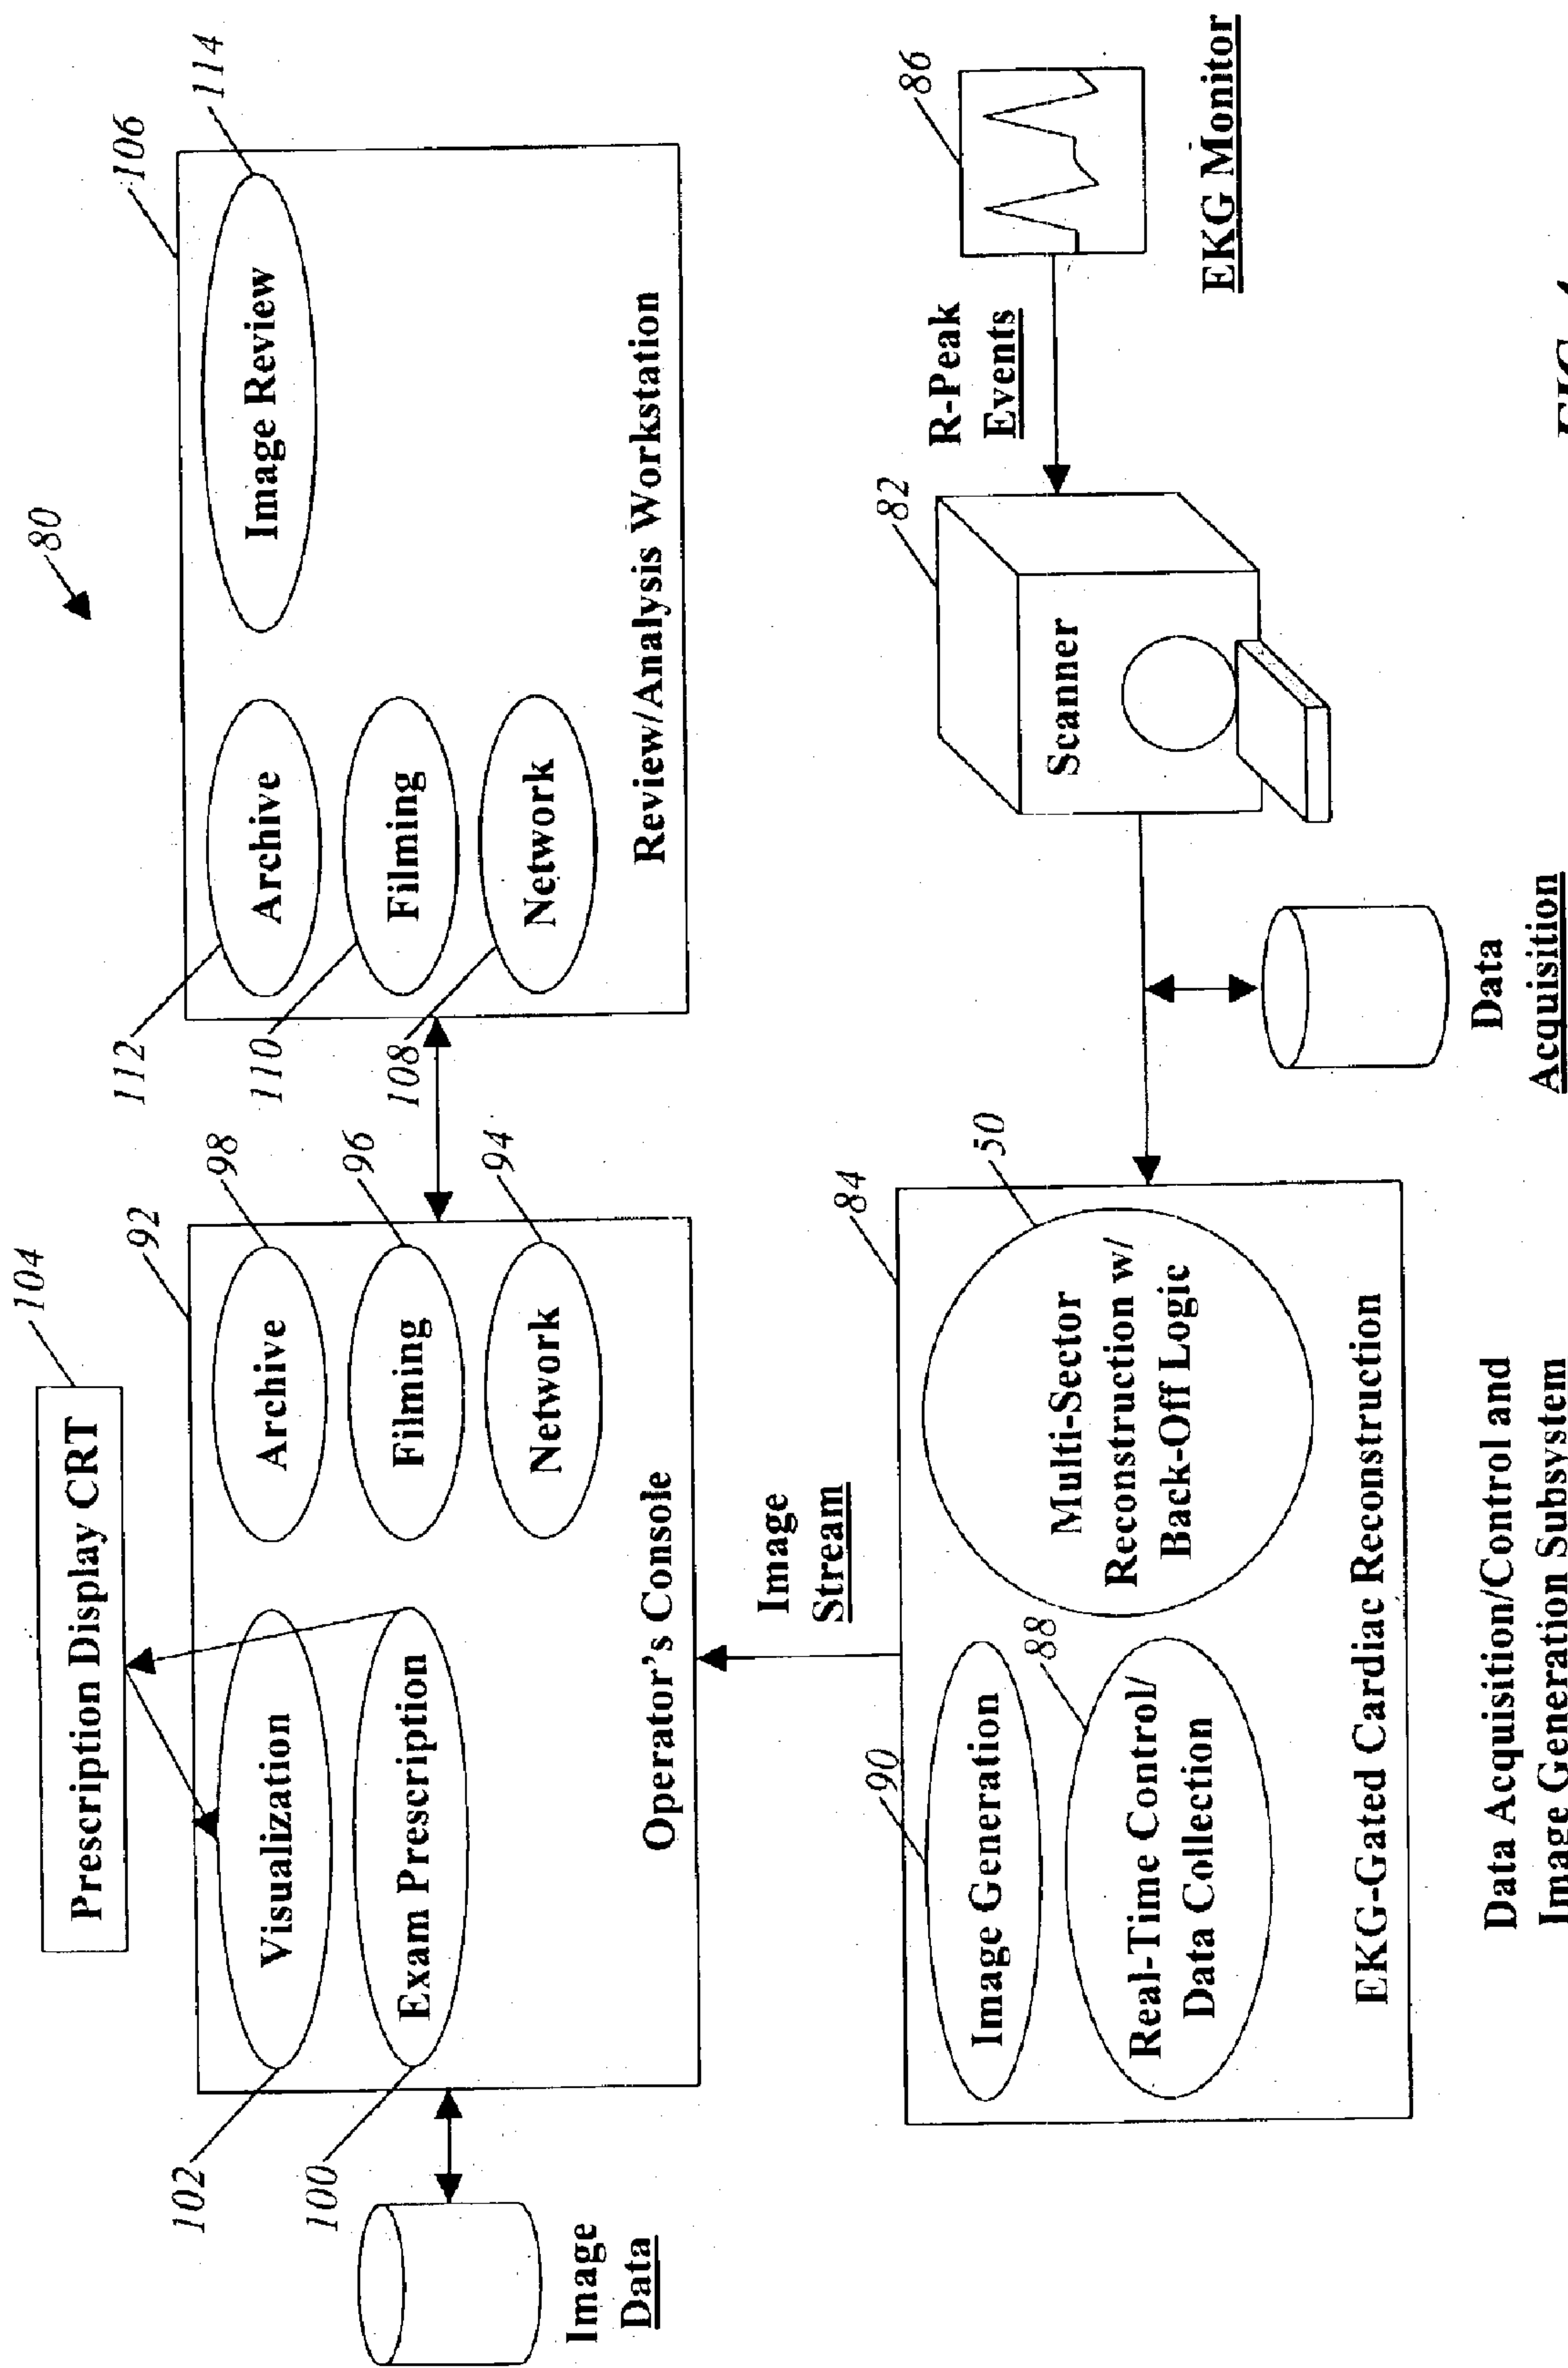 80
104
Prescription Display CRT
92
102
Visualization
100
Exam Prescription
98
Archive
96
Filming
94
Network
Operator's Console
Image
Data
106
112
Archive
110
Filming
108
Network
114
Image Review
Review/Analysis Workstation
Image
Stream
84
90
Image Generation
88
Real-Time Control/
Data Collection
50
Multi-Sector
Reconstruction w/
Back-Off Logic
EKG-Gated Cardiac Reconstruction
Data Acquisition/Control and
Image Generation Subsystem
Data
Acquisition
82
Scanner
R-Peak
Events
86
EKG Monitor